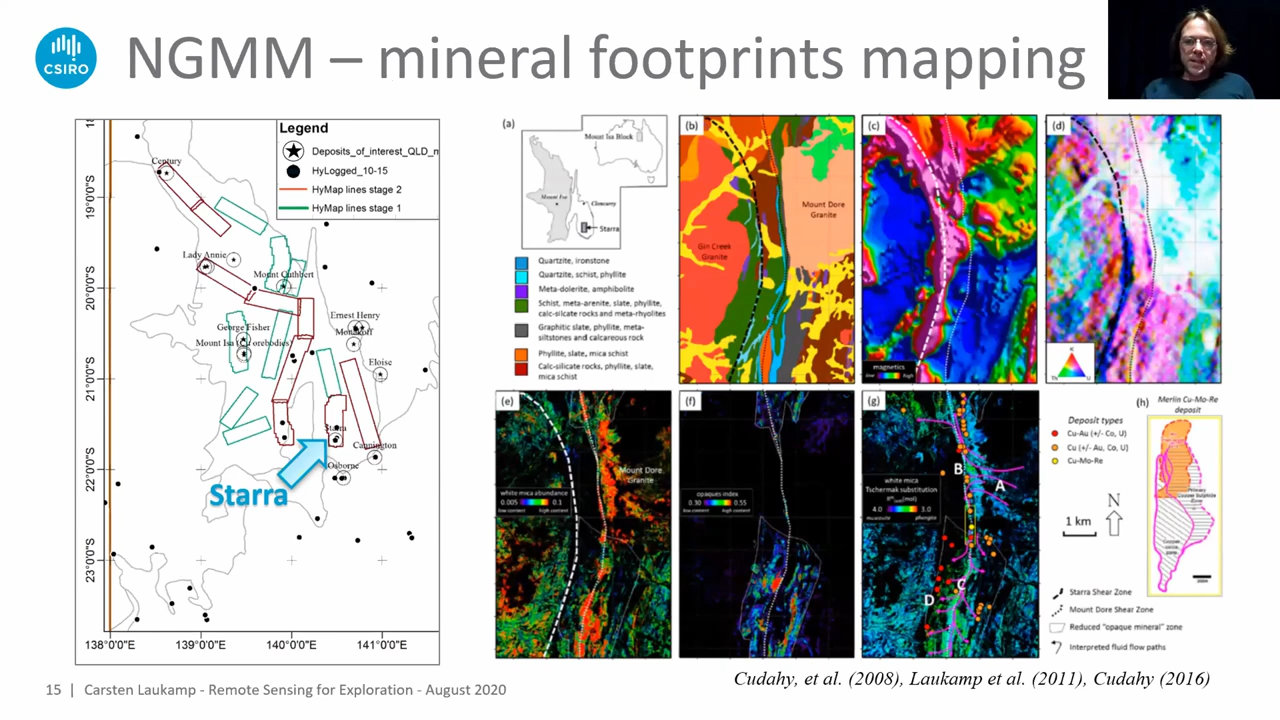 CSIRO
NGMM – mineral footprints mapping
Legend
Deposits_of_interest_QLD_n
HyLogged_10-15
HyMap lines stage 2
HyMap lines stage 1
19°0'0"S
20°0'0"S
21°0'0"S
22°0'0"S
23°0'0"S
138°0'0"E
139°0'0"E
140°0'0"E
141°0'0"E
Century
Lady Annie
Mount Cuthbert
Ernest Henry
George Fisher
Eloise
Cannington
Osborne
Starra
(a)
Mount Isa Block
Mount Isa
Cloncurry
Starra
Quartzite, ironstone
Quartzite, schist, phyllite
Meta-dolerite, amphibolite
Schist, meta-arenite, slate, phyllite,
calc-silicate rocks and meta-rhyolites
Graphitic slate, phyllite, meta-
siltstones and calcareous rock
Phyllite, slate, mica schist
Calc-silicate rocks, phyllite, slate,
mica schist
(b)
Mount Dore
Granite
Gin Creek
Granite
(c)
magnetics
low
high
(d)
K
Th
U
(e)
Mount Dore
Granite
white mica abundance
0.005
0.1
low content
high content
(f)
opaques index
0.30
0.55
low content
high content
(g)
B
A
C
D
white mica
Tschermak substitution
4.0
3.0
muscovite
phengite
Deposit types
Cu-Au (+/- Co, U)
Cu (+/- Au, Co, U)
Cu-Mo-Re
1 km
N
(h)
Merlin Cu-Mo-Re
deposit
Starra Shear Zone
Mount Dore Shear Zone
Reduced "opaque mineral" zone
Interpreted fluid flow paths
Cudahy, et al. (2008), Laukamp et al. (2011), Cudahy (2016)
15 | Carsten Laukamp - Remote Sensing for Exploration - August 2020